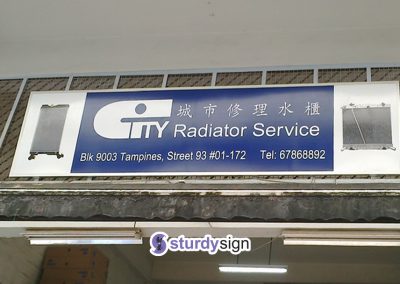 城市修理水櫃
CITY Radiator Service
Blk 9003 Tampines, Street 93 #01-172 Tel: 67868892
sturdysign